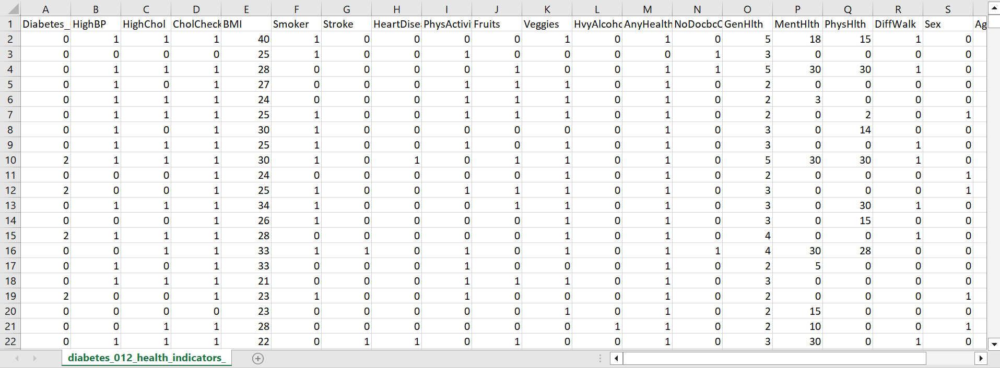 A B C D E F G H I J K L M N O P Q R S
1 Diabetes_ HighBP HighChol CholCheck BMI Smoker Stroke HeartDisea PhysActivi Fruits Veggies HvyAlcoho AnyHealth NoDocbcC GenHlth MentHlth PhysHlth DiffWalk Sex Ag
2 0 1 1 1 40 1 0 0 0 0 1 0 1 0 5 18 15 1 0
3 0 0 0 0 25 1 0 0 1 0 0 0 0 1 3 0 0 0 0
4 0 1 1 1 28 0 0 0 0 1 0 0 1 1 5 30 30 1 0
5 0 1 0 1 27 0 0 0 1 1 1 0 1 0 2 0 0 0 0
6 0 1 1 1 24 0 0 0 1 1 1 0 1 0 2 3 0 0 0
7 0 1 1 1 25 1 0 0 1 1 1 0 1 0 2 0 2 0 1
8 0 1 0 1 30 1 0 0 0 0 0 0 1 0 3 0 14 0 0
9 0 1 1 1 25 1 0 0 1 0 1 0 1 0 3 0 0 1 0
10 2 1 1 1 30 1 0 1 0 1 1 0 1 0 5 30 30 1 0
11 0 0 0 1 24 0 0 0 0 0 1 0 1 0 2 0 0 0 1
12 2 0 0 1 25 1 0 0 1 1 1 0 1 0 3 0 0 0 1
13 0 1 1 1 34 1 0 0 0 1 1 0 1 0 3 0 30 1 0
14 0 0 0 1 26 1 0 0 0 0 1 0 1 0 3 0 15 0 0
15 2 1 1 1 28 0 0 0 0 0 1 0 1 0 4 0 0 1 0
16 0 0 1 1 33 1 1 0 1 0 1 0 1 1 4 30 28 0 0
17 0 1 0 1 33 0 0 0 1 0 0 0 1 0 2 5 0 0 0
18 0 1 1 1 21 0 0 0 1 1 1 0 1 0 3 0 0 0 0
19 2 0 0 1 23 1 0 0 1 0 0 0 1 0 2 0 0 0 1
20 0 0 0 0 23 0 0 0 0 0 1 0 1 0 2 15 0 0 0
21 0 0 1 1 28 0 0 0 0 0 0 1 1 0 2 10 0 0 1
22 0 1 1 1 22 0 1 1 0 1 0 0 1 0 3 30 0 1 0
diabetes_012_health_indicators_